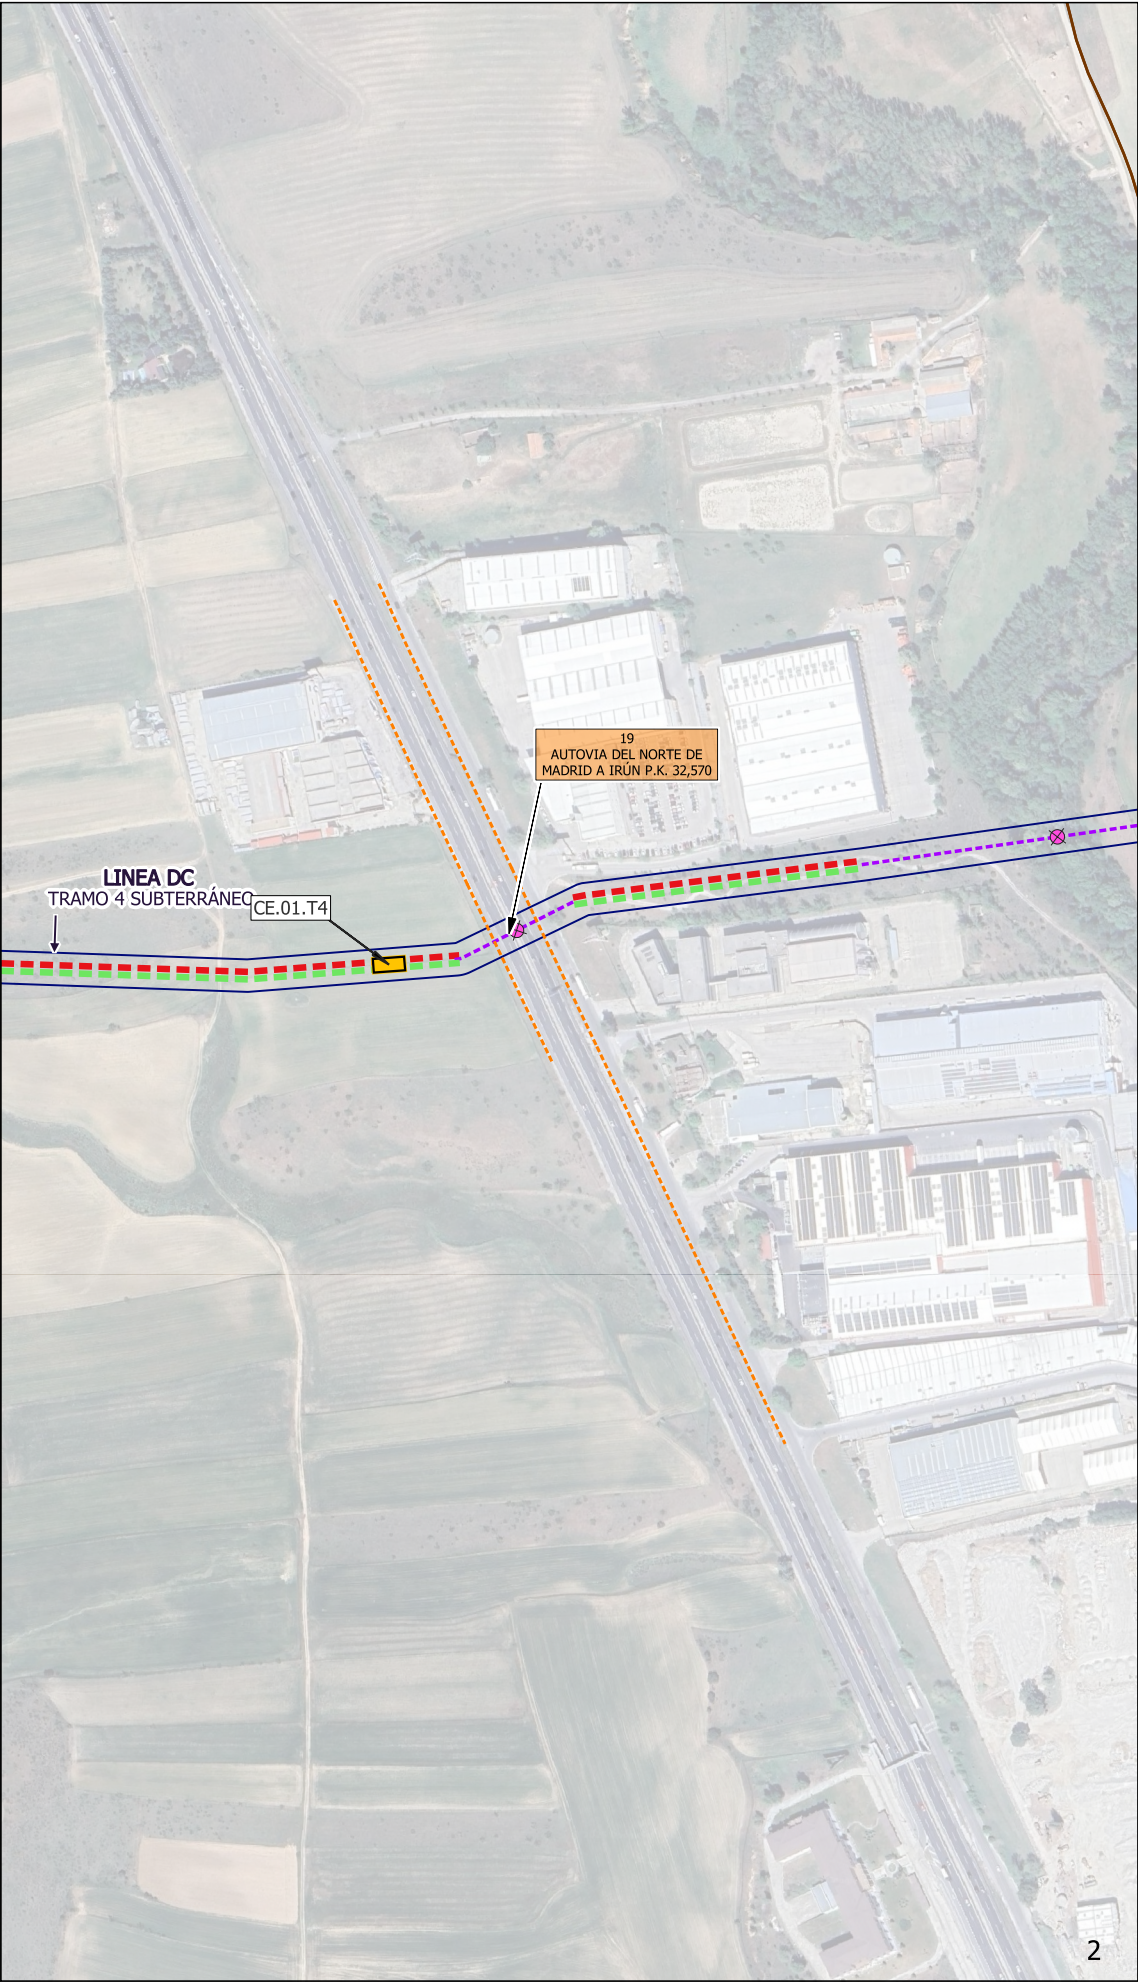 19
AUTOVIA DEL NORTE DE
MADRID A IRÚN P.K. 32,570
LINEA DC
TRAMO 4 SUBTERRÁNEO
CE.01.T4
2